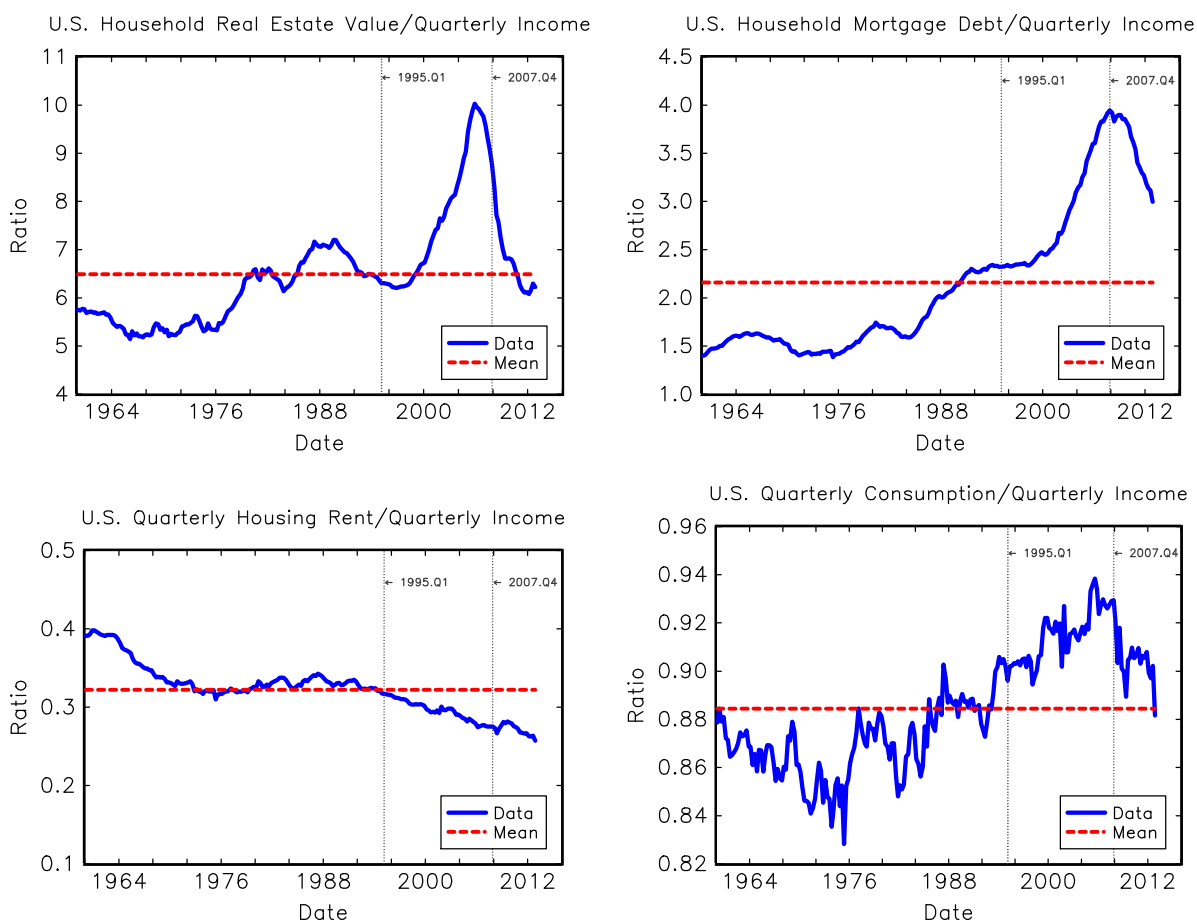 U.S. Household Real Estate Value/Quarterly Income
11
10
9
8
7
6
5
4
Ratio
← 1995.Q1
← 2007.Q4
Data
Mean
1964 1976 1988 2000 2012
Date
U.S. Household Mortgage Debt/Quarterly Income
4.5
4.0
3.5
3.0
2.5
2.0
1.5
1.0
Ratio
← 1995.Q1
← 2007.Q4
Data
Mean
1964 1976 1988 2000 2012
Date
U.S. Quarterly Housing Rent/Quarterly Income
0.5
0.4
0.3
0.2
0.1
Ratio
← 1995.Q1
← 2007.Q4
Data
Mean
1964 1976 1988 2000 2012
Date
U.S. Quarterly Consumption/Quarterly Income
0.96
0.94
0.92
0.90
0.88
0.86
0.84
0.82
Ratio
← 1995.Q1
← 2007.Q4
Data
Mean
1964 1976 1988 2000 2012
Date